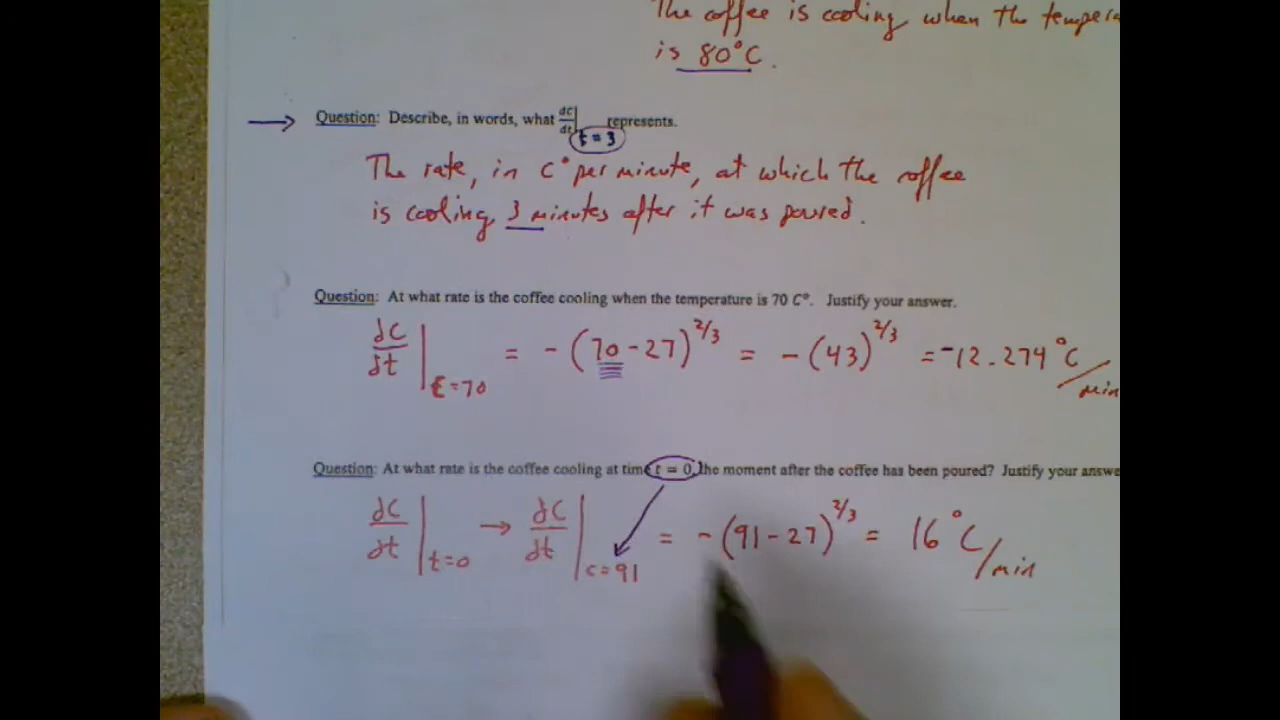 The coffee is cooling when the tempera
is 80°C.
Question: Describe, in words, what dC/dt| t = 3 represents.
The rate, in C° per minute, at which the coffee
is cooling 3 minutes after it was poured.
Question: At what rate is the coffee cooling when the temperature is 70 C°. Justify your answer.
dC/dt| C=70 = -(70-27)^2/3 = -(43)^2/3 = -12.274 °C/min
Question: At what rate is the coffee cooling at time t = 0, the moment after the coffee has been poured? Justify your answe
dC/dt| t=0 → dC/dt| C=91 = -(91-27)^2/3 = 16 °C/min